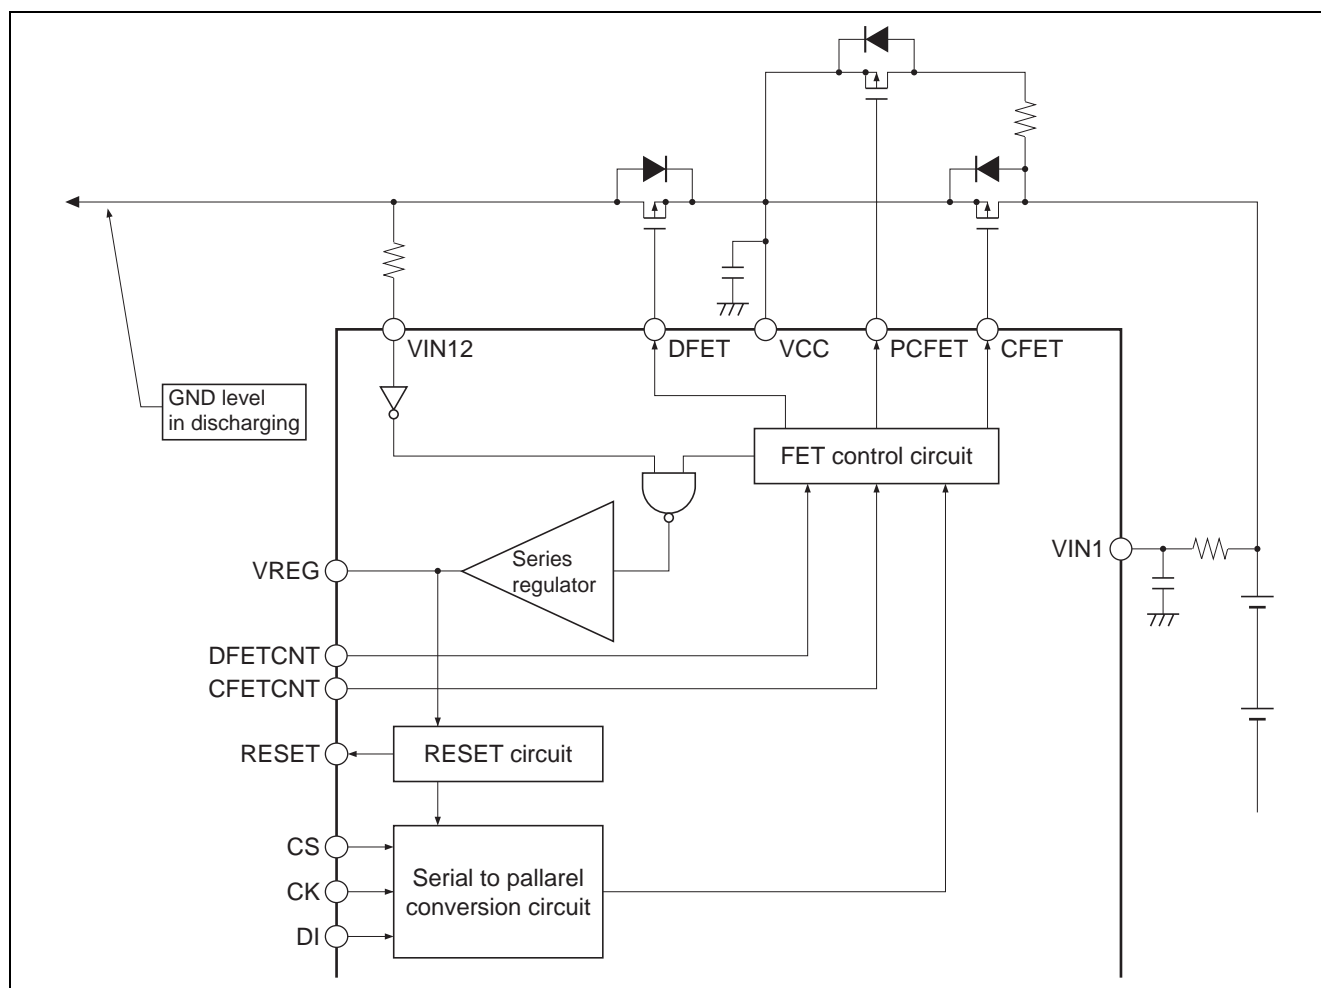 VIN12
DFET
VCC
PCFET
CFET
GND level
in discharging
FET control circuit
VIN1
Series
regulator
VREG
DFETCNT
CFETCNT
RESET
RESET circuit
CS
CK
DI
Serial to pallarel
conversion circuit